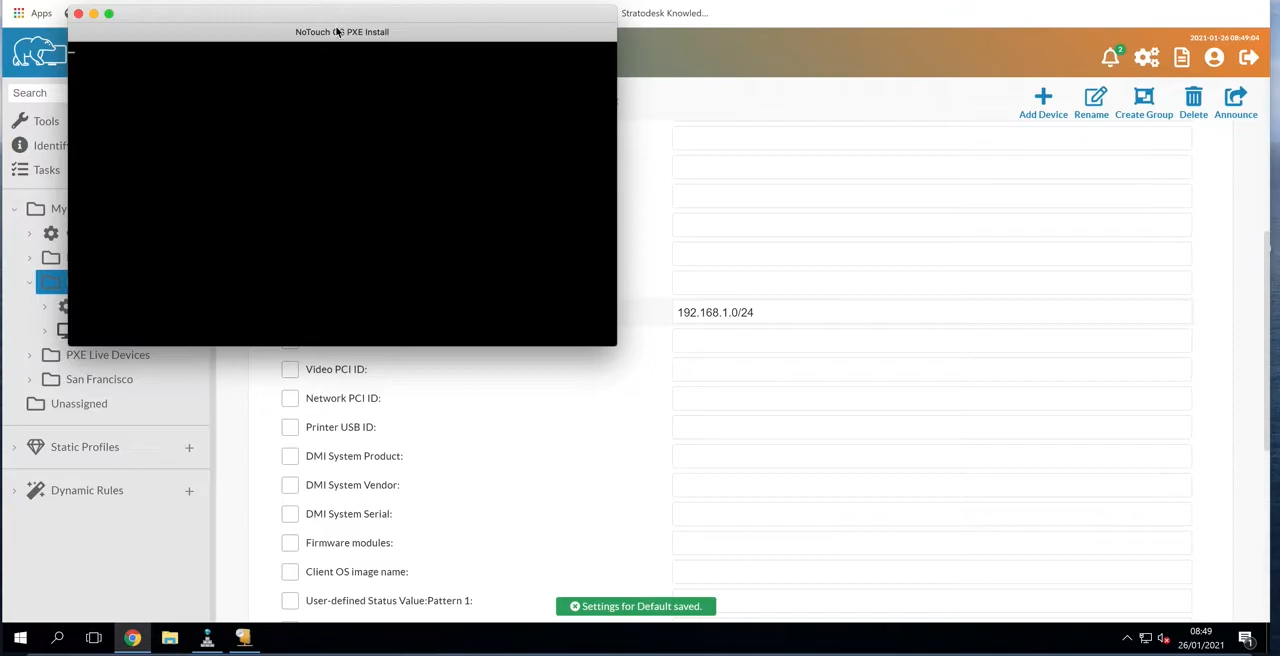 Apps
Stratodesk Knowled...
NoTouch OS PXE Install
2021-01-26 08:49:04
2
Add Device
Rename
Create Group
Delete
Announce
Search
Tools
Identif
Tasks
My
192.168.1.0/24
PXE Live Devices
San Francisco
Unassigned
Static Profiles
Dynamic Rules
Video PCI ID:
Network PCI ID:
Printer USB ID:
DMI System Product:
DMI System Vendor:
DMI System Serial:
Firmware modules:
Client OS image name:
User-defined Status Value:Pattern 1:
Settings for Default saved.
08:49
26/01/2021
1